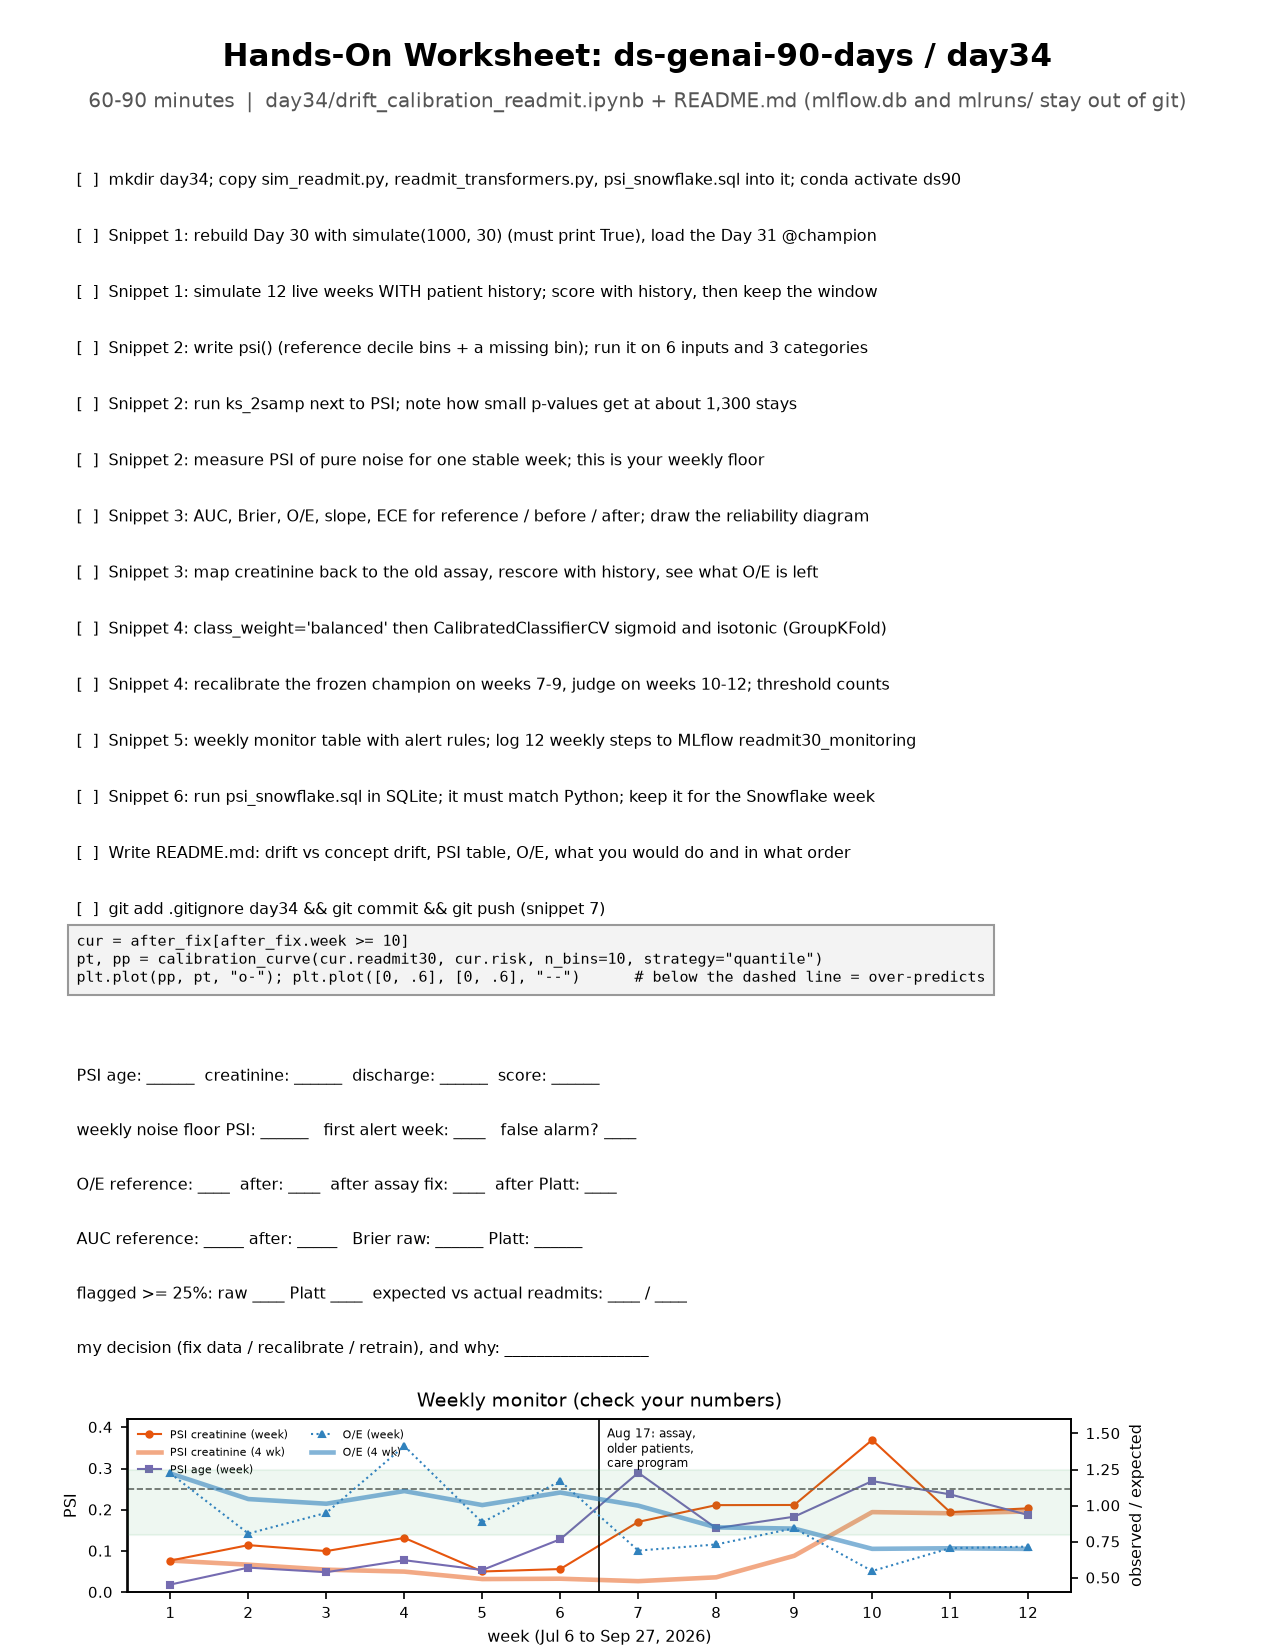 Hands-On Worksheet: ds-genai-90-days / day34
60-90 minutes | day34/drift_calibration_readmit.ipynb + README.md (mlflow.db and mlruns/ stay out of git)
[ ] mkdir day34; copy sim_readmit.py, readmit_transformers.py, psi_snowflake.sql into it; conda activate ds90
[ ] Snippet 1: rebuild Day 30 with simulate(1000, 30) (must print True), load the Day 31 @champion
[ ] Snippet 1: simulate 12 live weeks WITH patient history; score with history, then keep the window
[ ] Snippet 2: write psi() (reference decile bins + a missing bin); run it on 6 inputs and 3 categories
[ ] Snippet 2: run ks_2samp next to PSI; note how small p-values get at about 1,300 stays
[ ] Snippet 2: measure PSI of pure noise for one stable week; this is your weekly floor
[ ] Snippet 3: AUC, Brier, O/E, slope, ECE for reference / before / after; draw the reliability diagram
[ ] Snippet 3: map creatinine back to the old assay, rescore with history, see what O/E is left
[ ] Snippet 4: class_weight='balanced' then CalibratedClassifierCV sigmoid and isotonic (GroupKFold)
[ ] Snippet 4: recalibrate the frozen champion on weeks 7-9, judge on weeks 10-12; threshold counts
[ ] Snippet 5: weekly monitor table with alert rules; log 12 weekly steps to MLflow readmit30_monitoring
[ ] Snippet 6: run psi_snowflake.sql in SQLite; it must match Python; keep it for the Snowflake week
[ ] Write README.md: drift vs concept drift, PSI table, O/E, what you would do and in what order
[ ] git add .gitignore day34 && git commit && git push (snippet 7)
cur = after_fix[after_fix.week >= 10]
pt, pp = calibration_curve(cur.readmit30, cur.risk, n_bins=10, strategy="quantile")
plt.plot(pp, pt, "o-"); plt.plot([0, .6], [0, .6], "--")      # below the dashed line = over-predicts
PSI age: ______  creatinine: ______  discharge: ______  score: ______
weekly noise floor PSI: ______  first alert week: ____  false alarm? ____
O/E reference: ____  after: ____  after assay fix: ____  after Platt: ____
AUC reference: _____ after: _____  Brier raw: ______ Platt: ______
flagged >= 25%: raw ____ Platt ____  expected vs actual readmits: ____ / ____
my decision (fix data / recalibrate / retrain), and why: __________________
Weekly monitor (check your numbers)
PSI creatinine (week)
PSI creatinine (4 wk)
PSI age (week)
O/E (week)
O/E (4 wk)
Aug 17: assay,
older patients,
care program
0.4
0.3
0.2
0.1
0.0
PSI
1.50
1.25
1.00
0.75
0.50
observed / expected
1 2 3 4 5 6 7 8 9 10 11 12
week (Jul 6 to Sep 27, 2026)